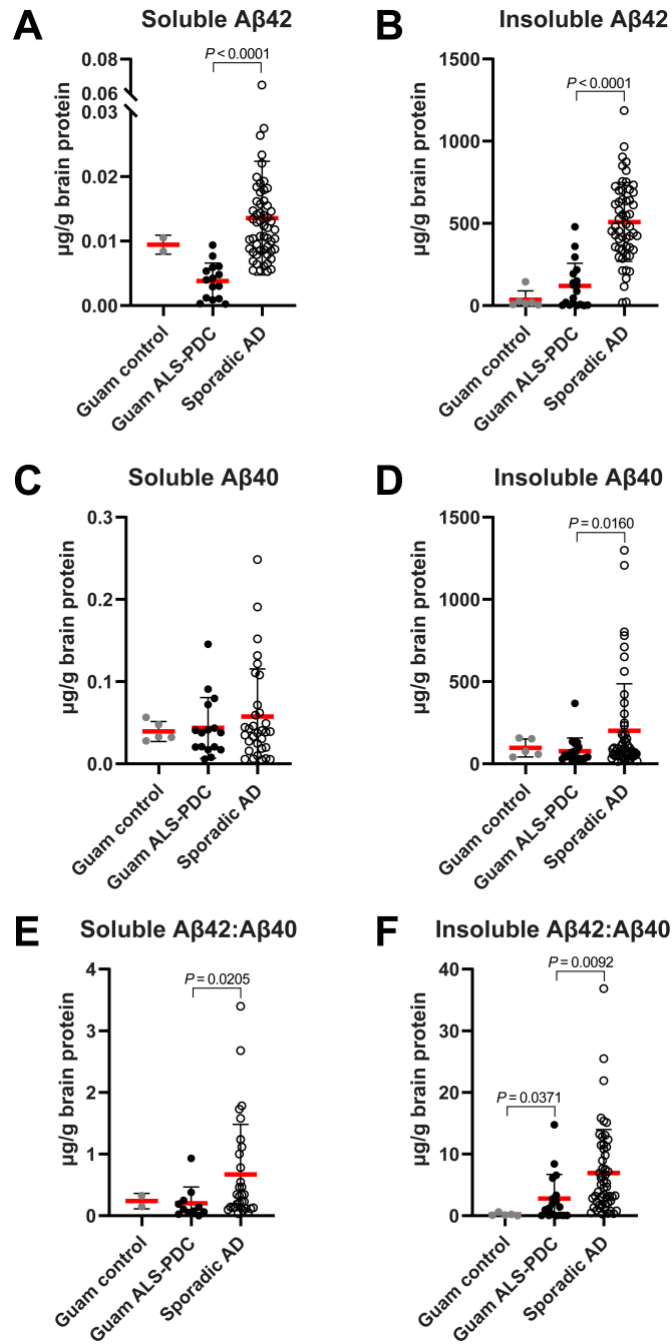 A
Soluble Aβ42
P < 0.0001
µg/g brain protein
0.08
0.06
0.03
0.02
0.01
0.00
Guam control
Guam ALS-PDC
Sporadic AD
B
Insoluble Aβ42
P < 0.0001
µg/g brain protein
1500
1000
500
0
Guam control
Guam ALS-PDC
Sporadic AD
C
Soluble Aβ40
µg/g brain protein
0.3
0.2
0.1
0.0
Guam control
Guam ALS-PDC
Sporadic AD
D
Insoluble Aβ40
P = 0.0160
µg/g brain protein
1500
1000
500
0
Guam control
Guam ALS-PDC
Sporadic AD
E
Soluble Aβ42:Aβ40
P = 0.0205
µg/g brain protein
4
3
2
1
0
Guam control
Guam ALS-PDC
Sporadic AD
F
Insoluble Aβ42:Aβ40
P = 0.0092
P = 0.0371
µg/g brain protein
40
30
20
10
0
Guam control
Guam ALS-PDC
Sporadic AD